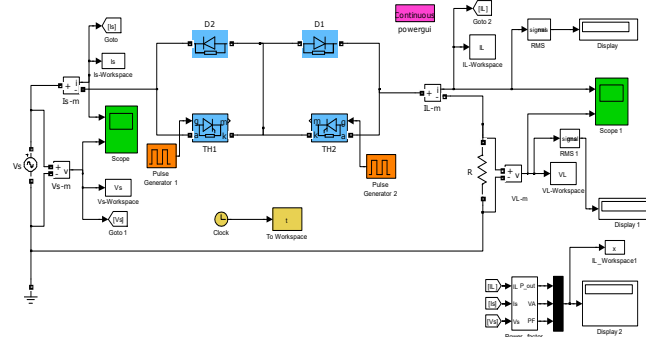 [Is]
Goto
Is
Is-Workspace
Is-m
Scope
Vs
Vs-m
Vs
Vs-Workspace
[Vs]
Goto 1
D2
D1
g m
a k
TH1
m g
k a
TH2
Pulse
Generator 1
Pulse
Generator 2
Clock
t
To Workspace
Continuous
powergui
[IL]
Goto 2
IL
IL-Workspace
IL-m
signal
RMS
Display
Scope 1
R
VL-m
signal
RMS 1
VL
VL-Workspace
Display 1
x
IL_Workspace1
[IL]
[Is]
[Vs]
IL
Is
Vs
P_out
VA
PF
Power_factor
Display 2